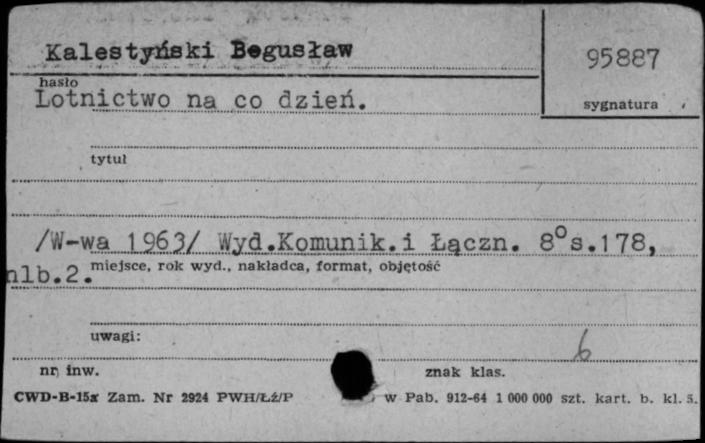 Kalestyński Bogusław
95887
hasło
Lotnictwo na co dzień.
sygnatura
tytuł
/W-wa 1963/ Wyd.Komunik.i Łączn. 8°s.178,
miejsce, rok wyd., nakładca, format, objętość
nlb.2.
uwagi:
6
nr. inw.
znak klas.
CWD-B-15a Zam. Nr 2924 PWH/Łź/P
w Pab. 912-64 1 000 000 szt. kart. b. kl. 5.